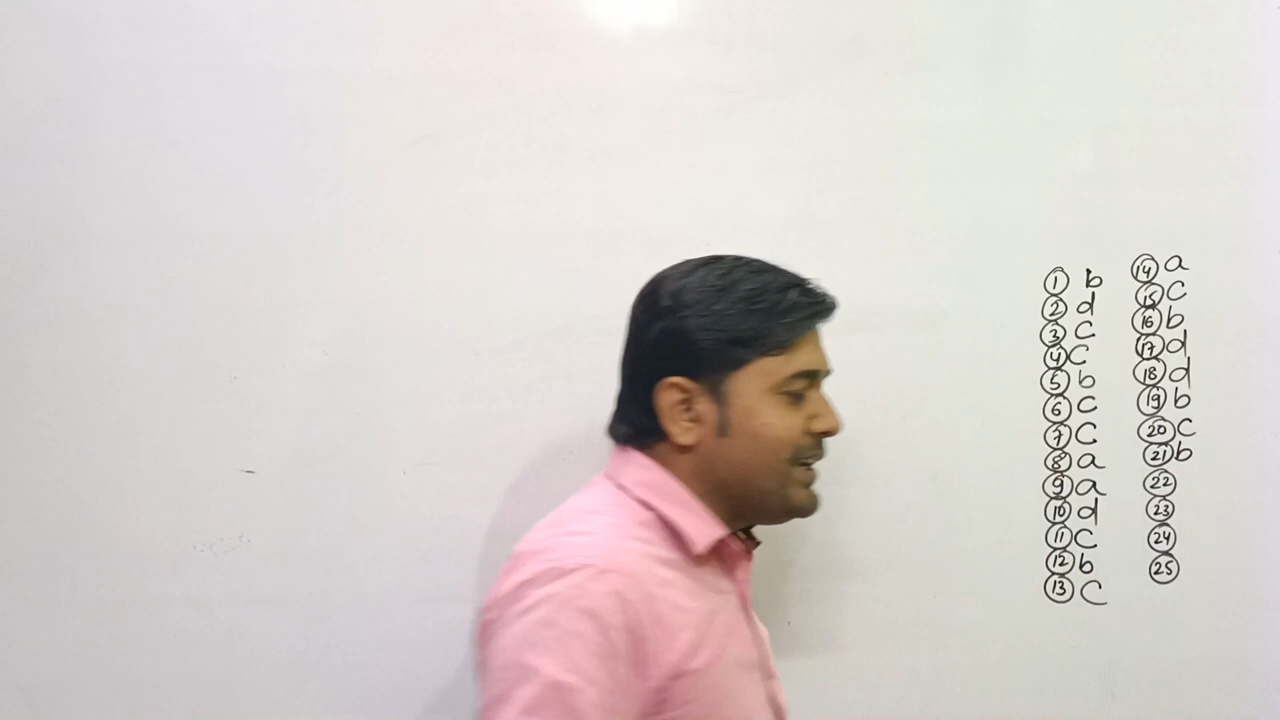 ① b
② d
③ C
④ C
⑤ b
⑥ C
⑦ C
⑧ a
⑨ a
⑩ d
⑪ C
⑫ b
⑬ C
⑭ a
⑮ C
⑯ b
⑰ d
⑱ d
⑲ b
⑳ C
㉑ b
㉒
㉓
㉔
㉕